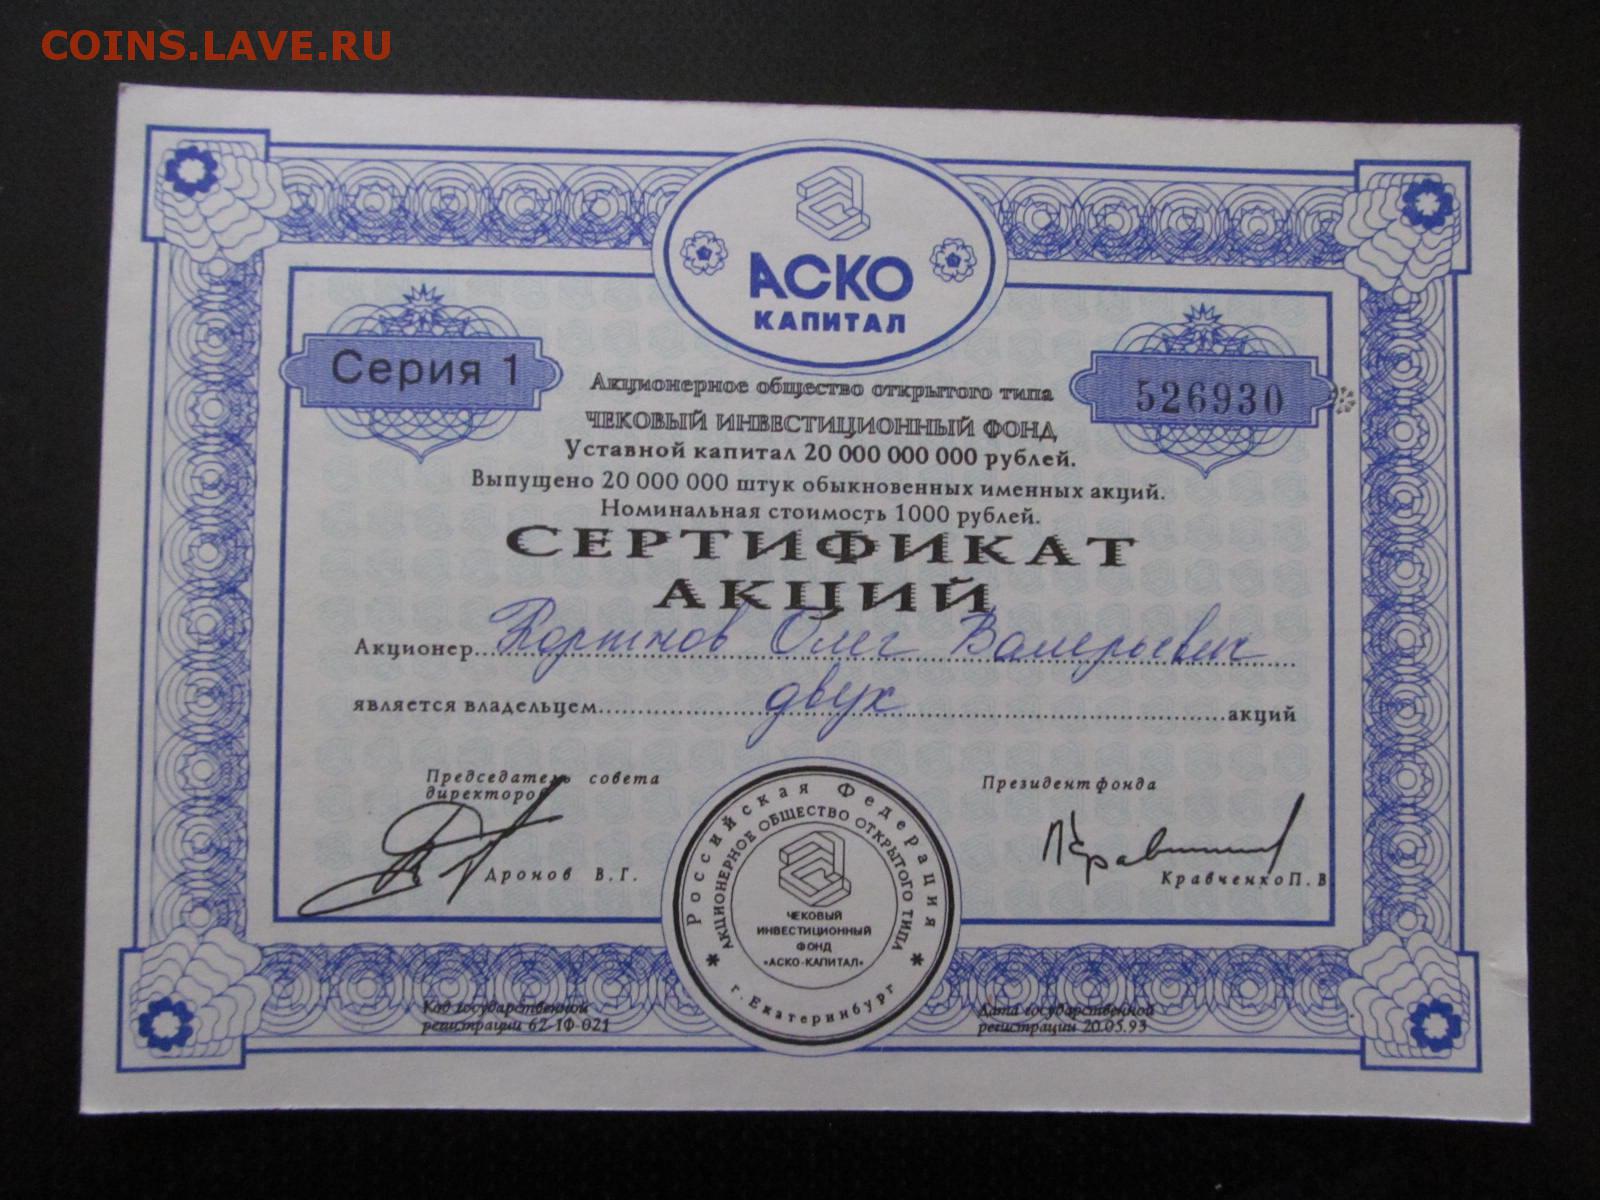 COINS.LAVE.RU
АСКО
КАПИТАЛ
Серия 1
526930
Акционерное общество открытого типа
ЧЕКОВЫЙ ИНВЕСТИЦИОННЫЙ ФОНД
Уставной капитал 20 000 000 000 рублей.
Выпущено 20 000 000 штук обыкновенных именных акций.
Номинальная стоимость 1000 рублей.
СЕРТИФИКАТ
АКЦИЙ
Акционер... Олег Валерьевич
является владельцем... двух ...акций
Председатель совета
директоров
Дронов В.Г.
Президент фонда
Кравченко П.В.
Российская Федерация
АКЦИОНЕРНОЕ ОБЩЕСТВО ОТКРЫТОГО ТИПА
ЧЕКОВЫЙ
ИНВЕСТИЦИОННЫЙ
ФОНД
"АСКО-КАПИТАЛ"
* г. Екатеринбург *
Код государственной
регистрации 62-1Ф-021
Дата государственной
регистрации 20.05.93